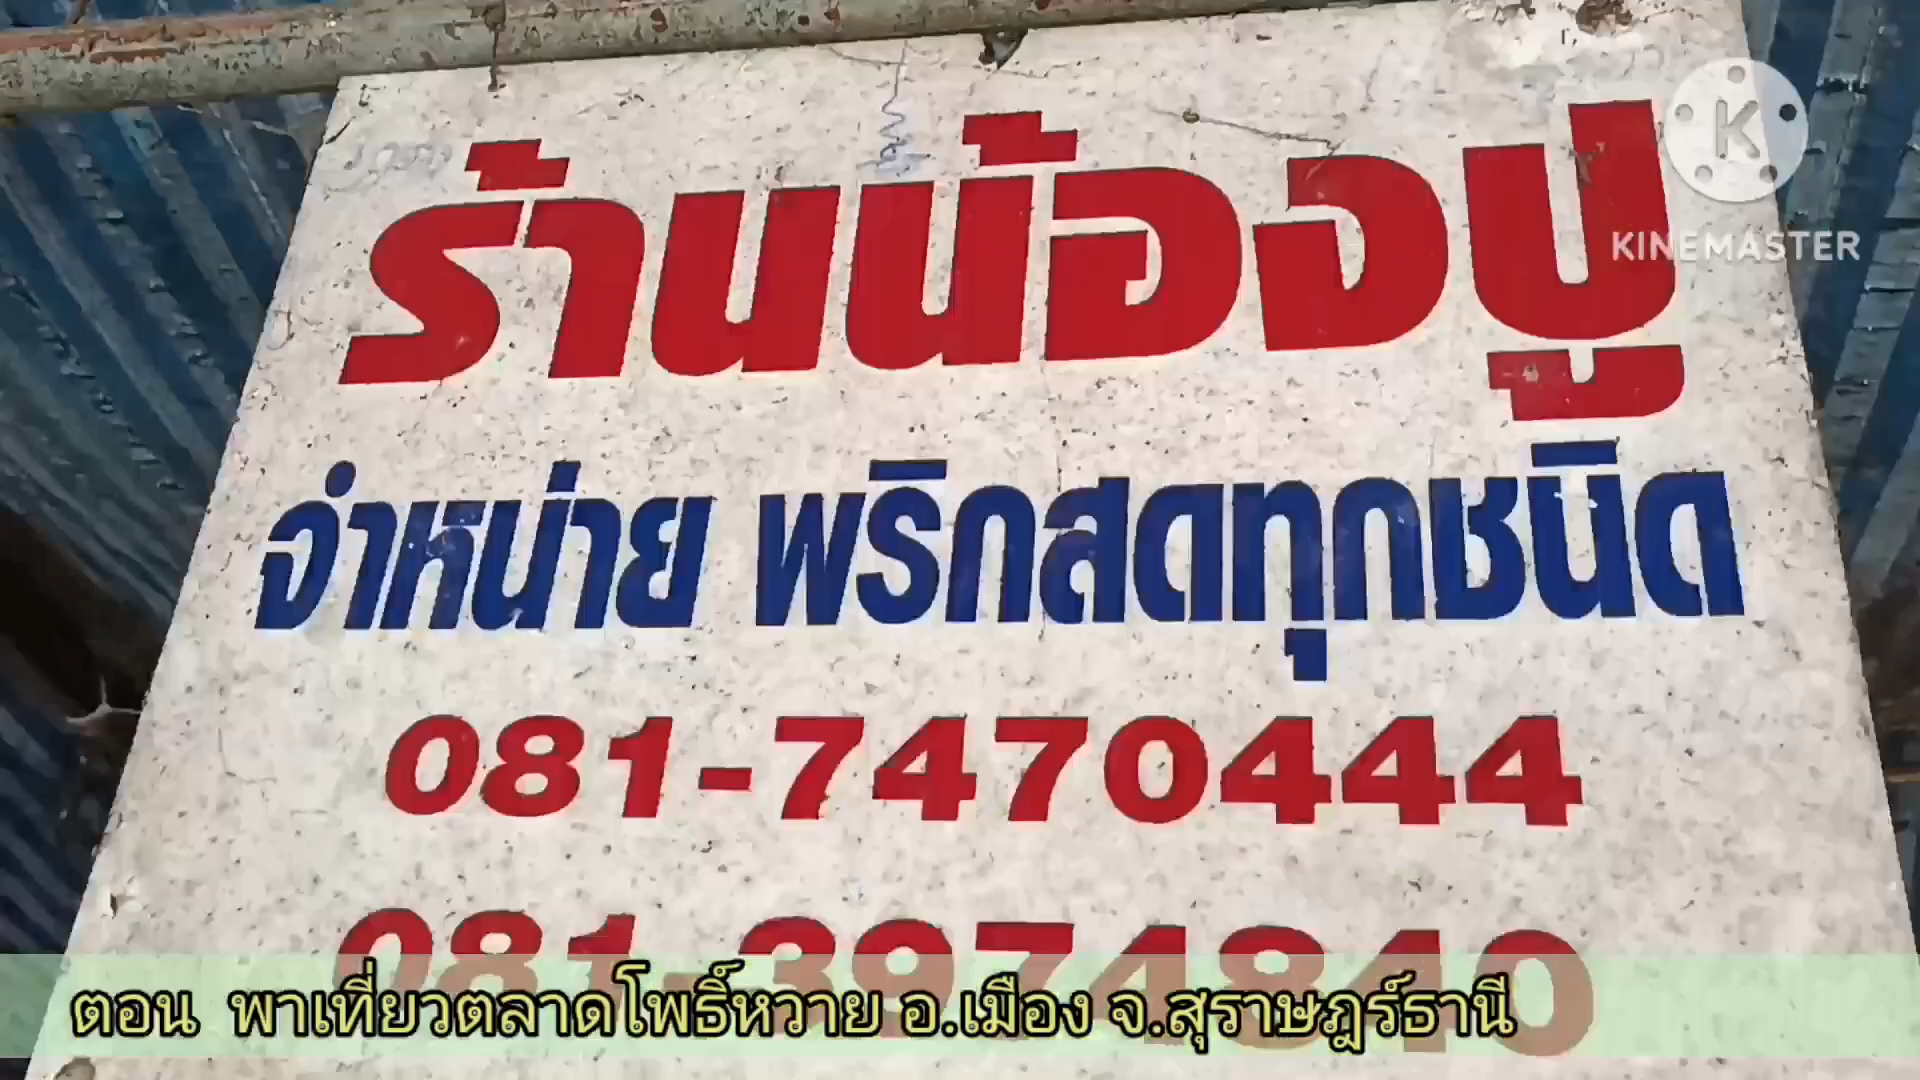 ร้านน้องปู
KINEMASTER
จำหน่าย พริกสดทุกชนิด
081-7470444
081-3974840
ตอน พาเที่ยวตลาดโพธิ์หวาย อ.เมือง จ.สุราษฎร์ธานี